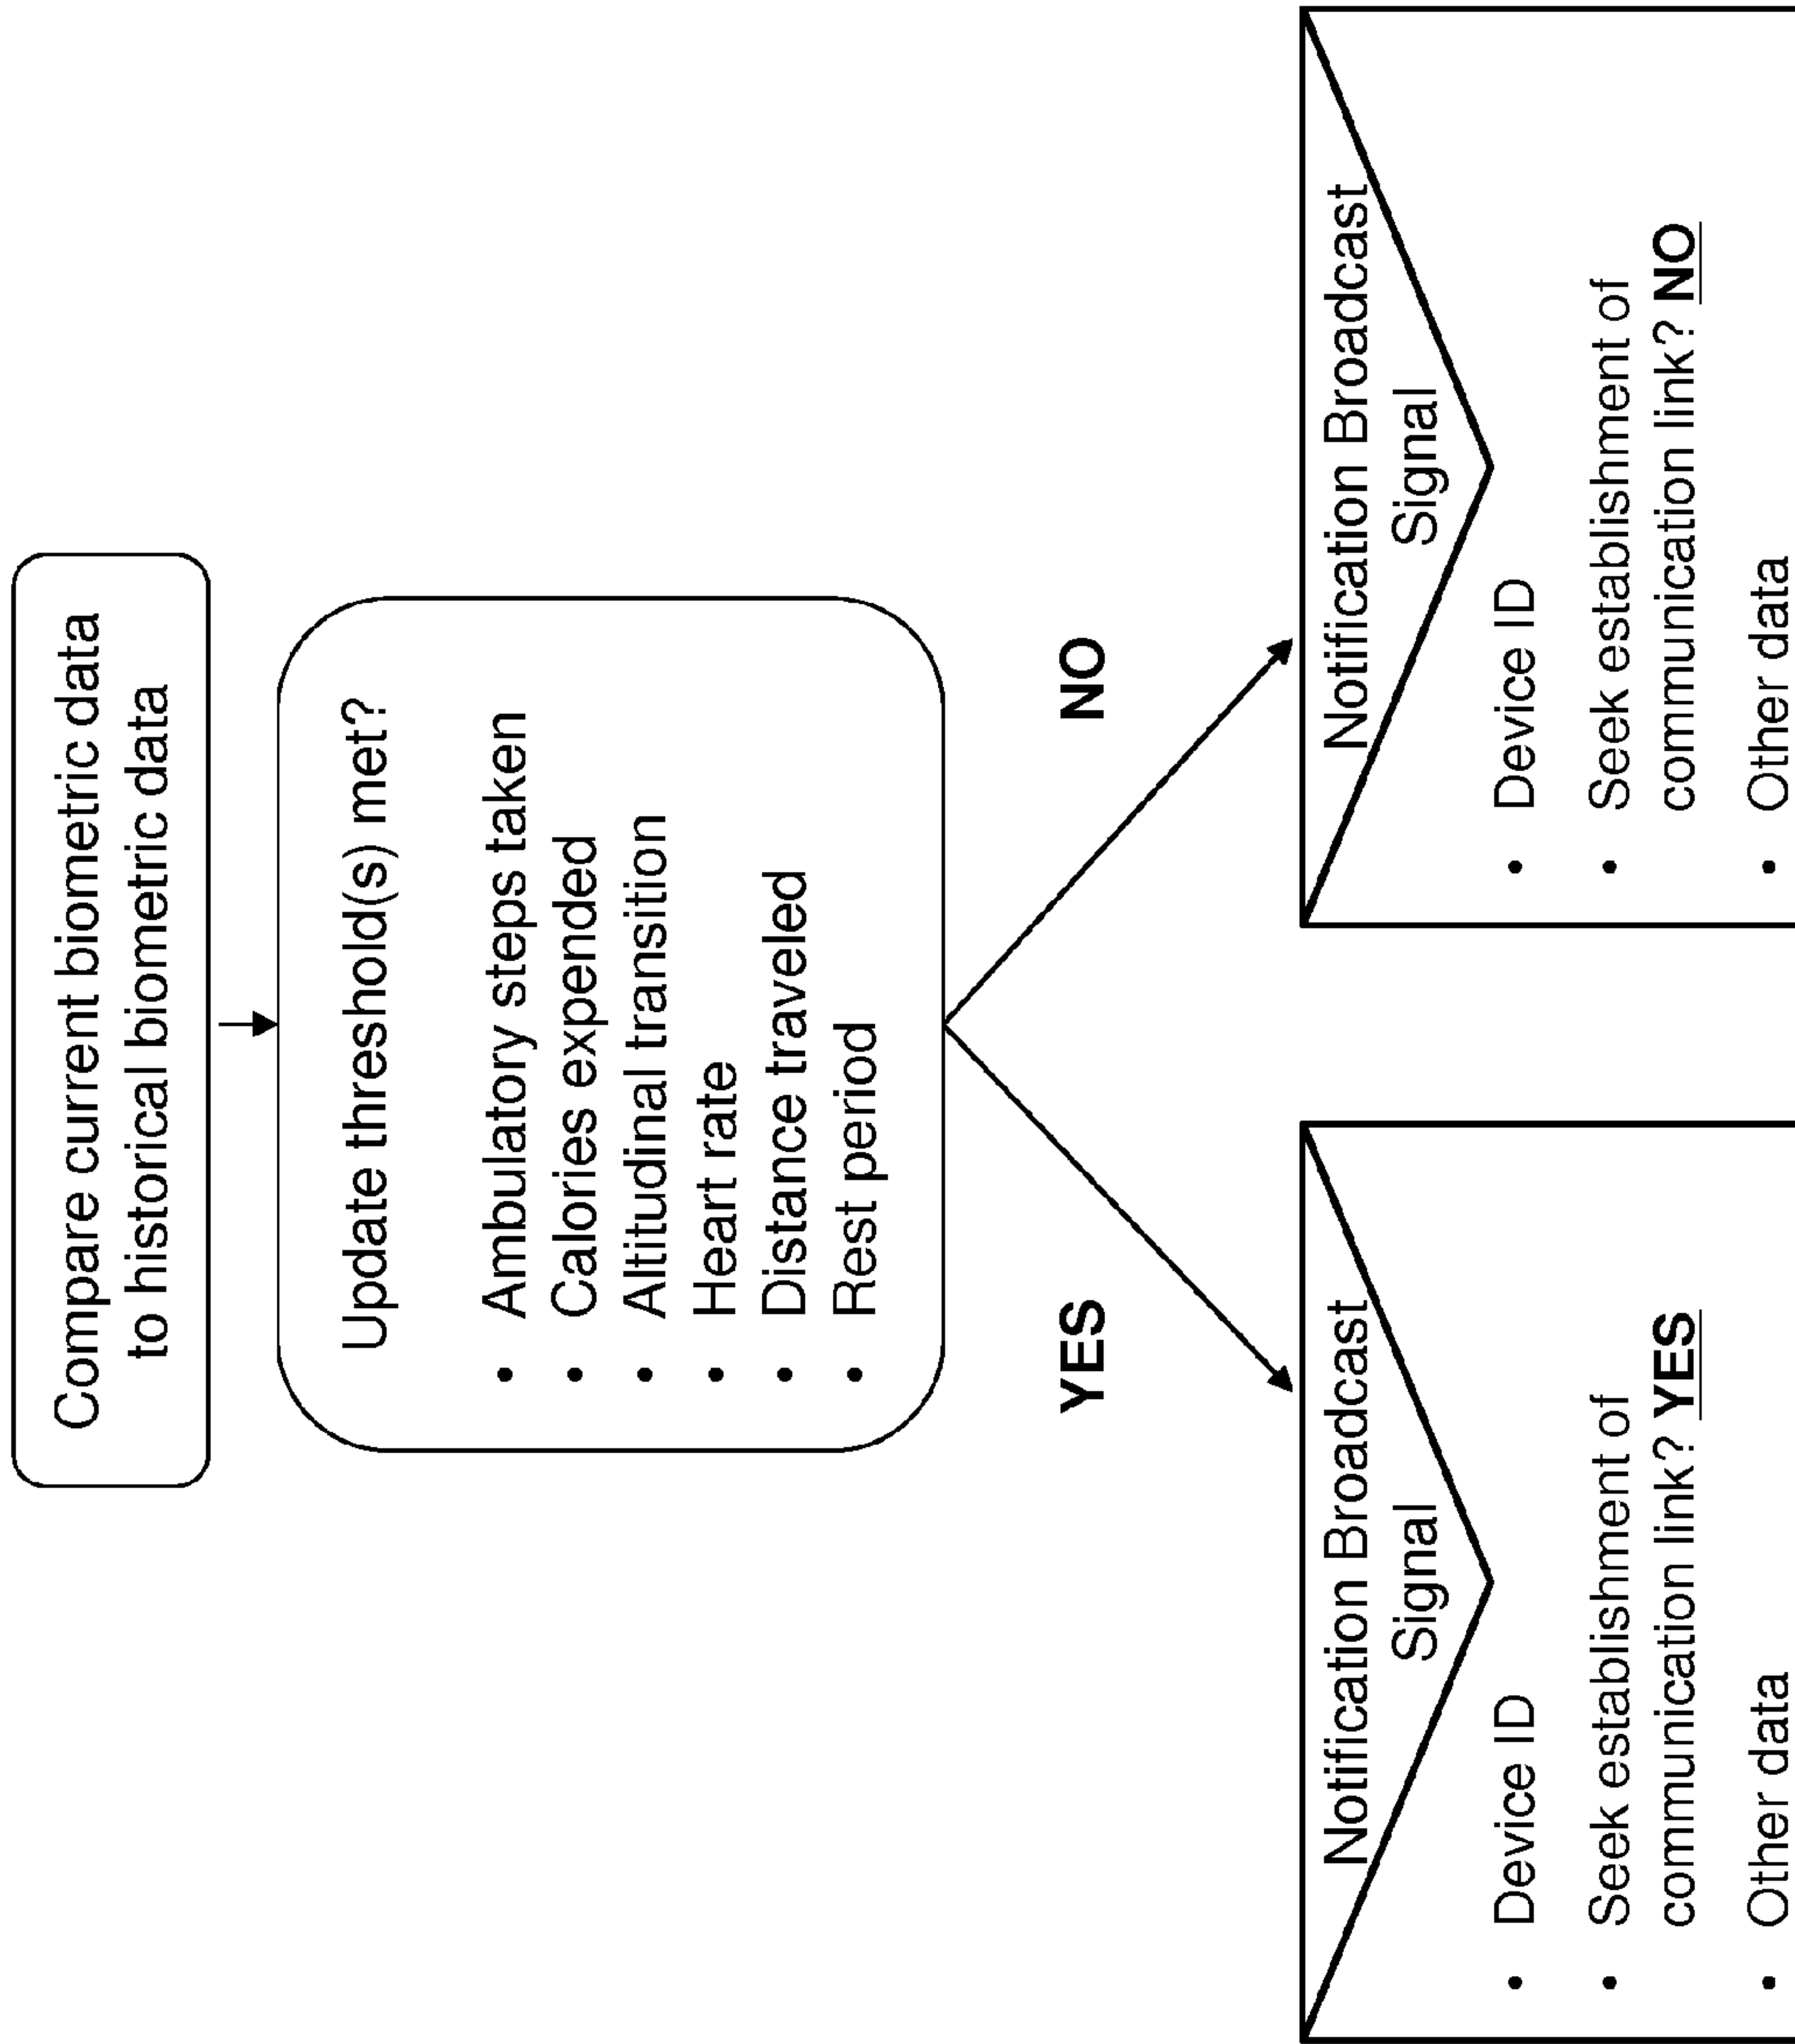 Compare current biometric data
to historical biometric data
Update threshold(s) met?
• Ambulatory steps taken
• Calories expended
• Altitudinal transition
• Heart rate
• Distance traveled
• Rest period
YES
NO
Notification Broadcast
Signal
• Device ID
• Seek establishment of
communication link? YES
• Other data
Notification Broadcast
Signal
• Device ID
• Seek establishment of
communication link? NO
• Other data